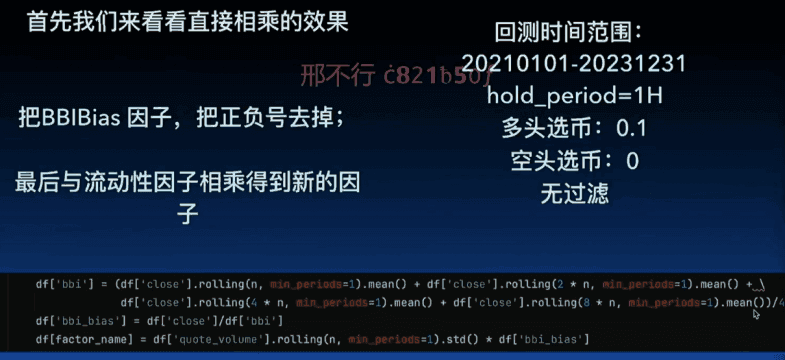 首先我们来看看直接相乘的效果
把BBIBias 因子，把正负号去掉；
最后与流动性因子相乘得到新的因
子
回测时间范围：
20210101-20231231
hold_period=1H
多头选币：0.1
空头选币：0
无过滤
邢不行
df['bbi'] = (df['close'].rolling(n, min_periods=1).mean() + df['close'].rolling(2 * n, min_periods=1).mean() + \
df['close'].rolling(4 * n, min_periods=1).mean() + df['close'].rolling(8 * n, min_periods=1).mean())/4
df['bbi_bias'] = df['close']/df['bbi']
df[factor_name] = df['quote_volume'].rolling(n, min_periods=1).std() * df['bbi_bias']